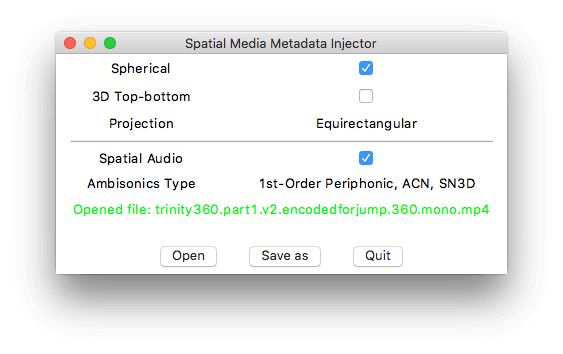 Spatial Media Metadata Injector
Spherical
3D Top-bottom
Projection Equirectangular
Spatial Audio
Ambisonics Type 1st-Order Periphonic, ACN, SN3D
Opened file: trinity360.part1.v2.encodedforjump.360.mono.mp4
Open Save as Quit